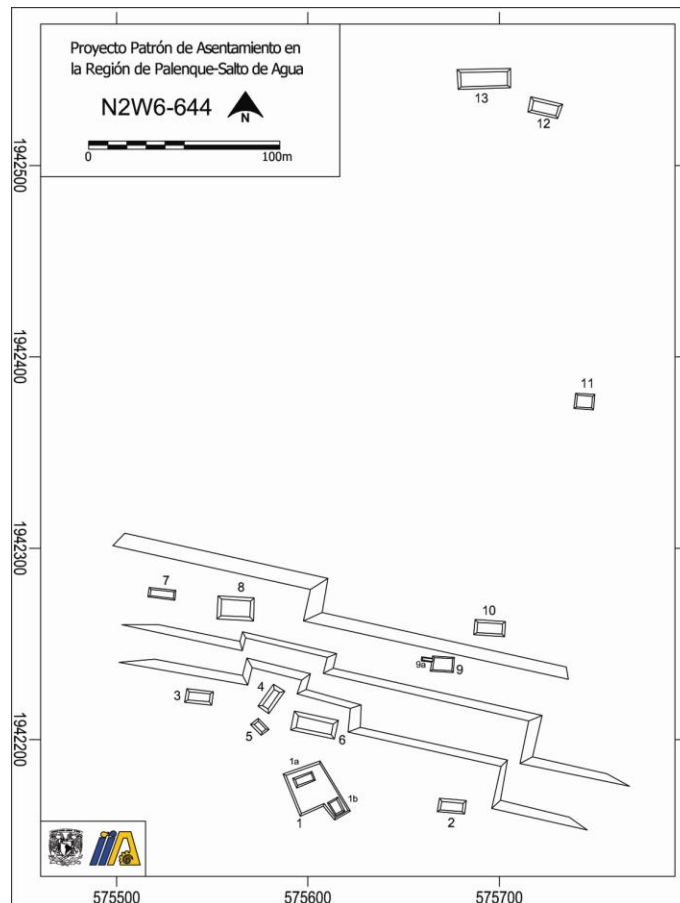 Proyecto Patrón de Asentamiento en
la Región de Palenque-Salto de Agua
N2W6-644
N
0 100m
13
12
1942500
1942400
11
1942300
7
8
10
9a
9
3
4
5
6
1942200
1a
1b
1
2
575500 575600 575700